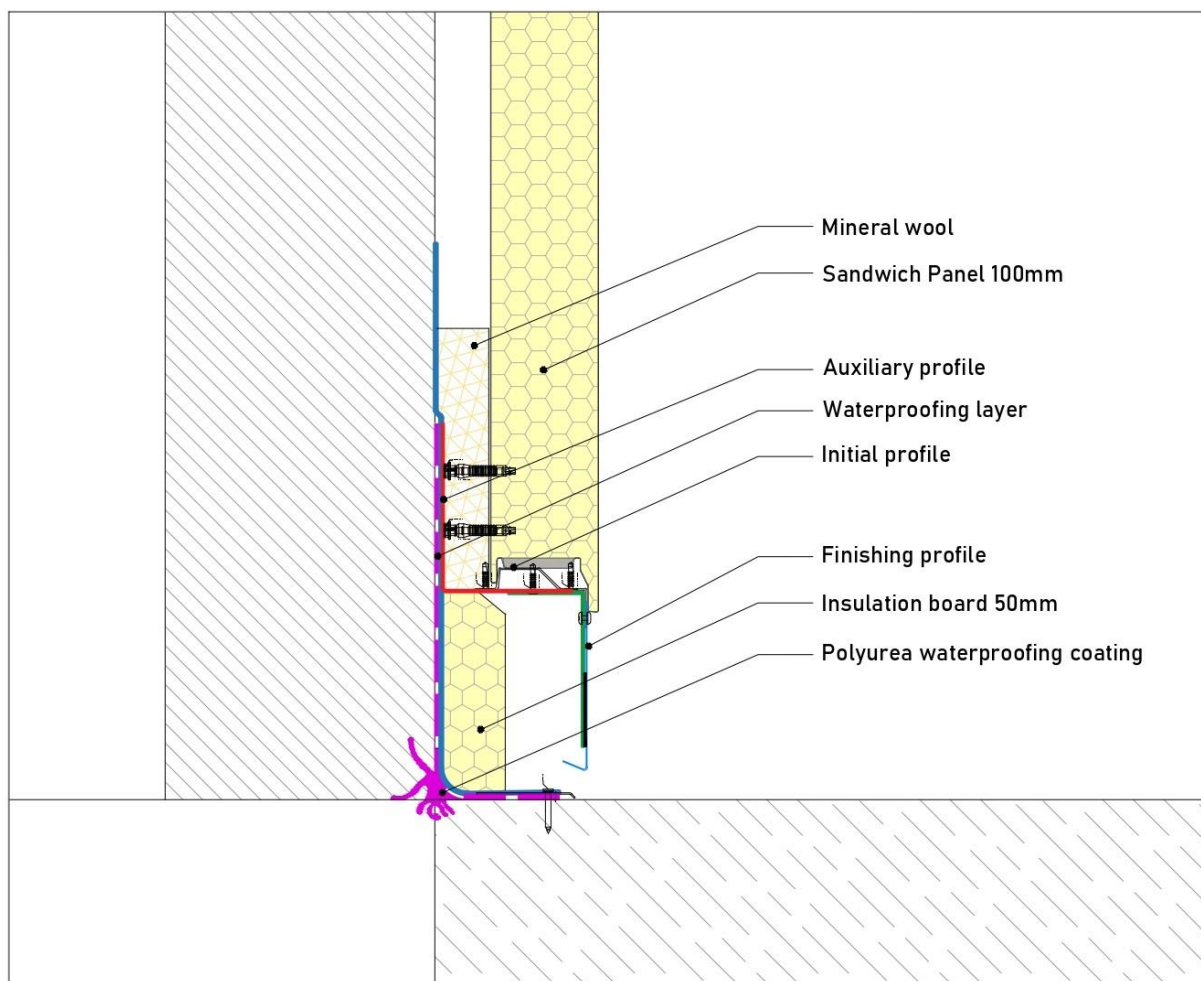 Mineral wool
Sandwich Panel 100mm
Auxiliary profile
Waterproofing layer
Initial profile
Finishing profile
Insulation board 50mm
Polyurea waterproofing coating